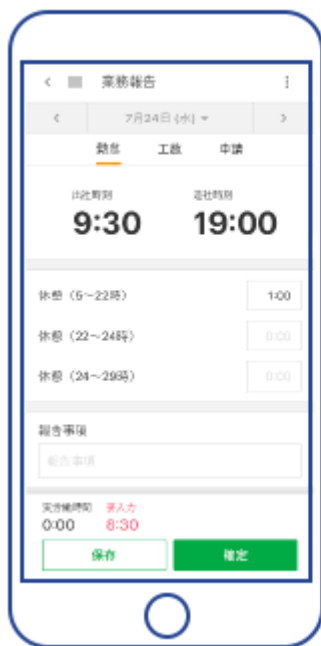 業務報告
7月24日 (水)
勤怠 工数 申請
出社時刻 退社時刻
9:30 19:00
休憩 (5〜22時) 1:00
休憩 (22〜24時) 0:00
休憩 (24〜29時) 0:00
報告事項
報告事項
実労働時間 要入力
0:00 8:30
保存 確定